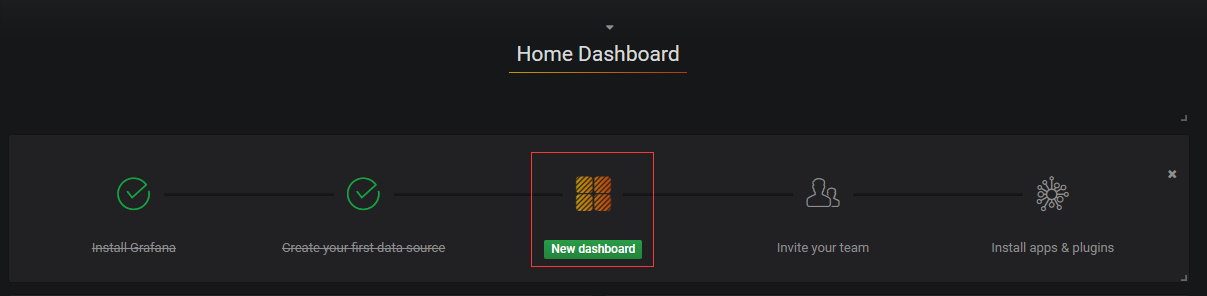 Home Dashboard
Install Grafana
Create your first data source
New dashboard
Invite your team
Install apps & plugins